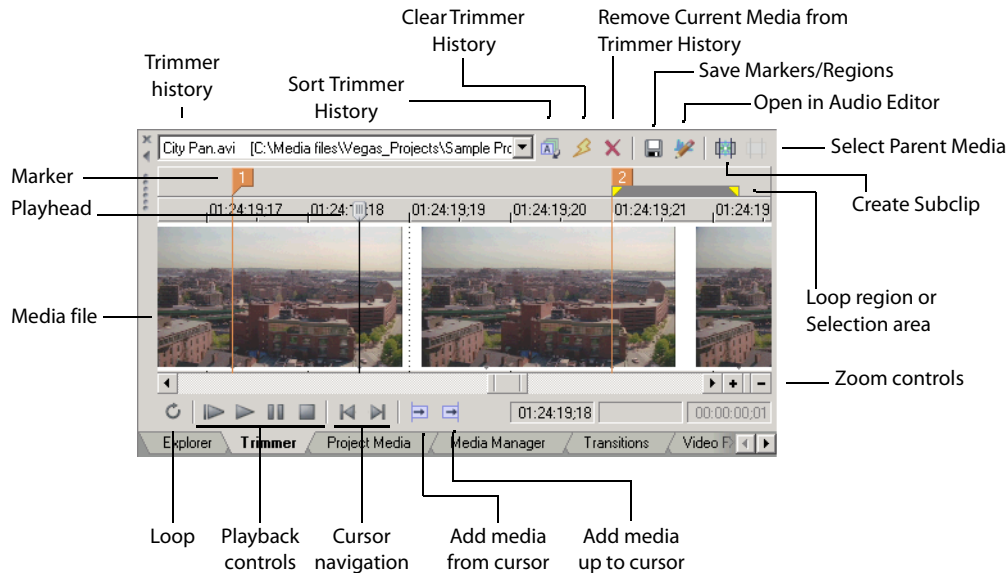 Clear Trimmer
History
Remove Current Media from
Trimmer History
Trimmer
history
Sort Trimmer
History
Save Markers/Regions
Open in Audio Editor
City Pan.avi [C:\Media files\Vegas_Projects\Sample Prc
Select Parent Media
Marker
1
2
Create Subclip
Playhead
01:24:19;17
01:24:19;18
01:24:19;19
01:24:19;20
01:24:19;21
01:24:19
Media file
Loop region or
Selection area
Zoom controls
01:24:19;18
00:00:00;01
Explorer
Trimmer
Project Media
Media Manager
Transitions
Video F
Loop
Playback
controls
Cursor
navigation
Add media
from cursor
Add media
up to cursor